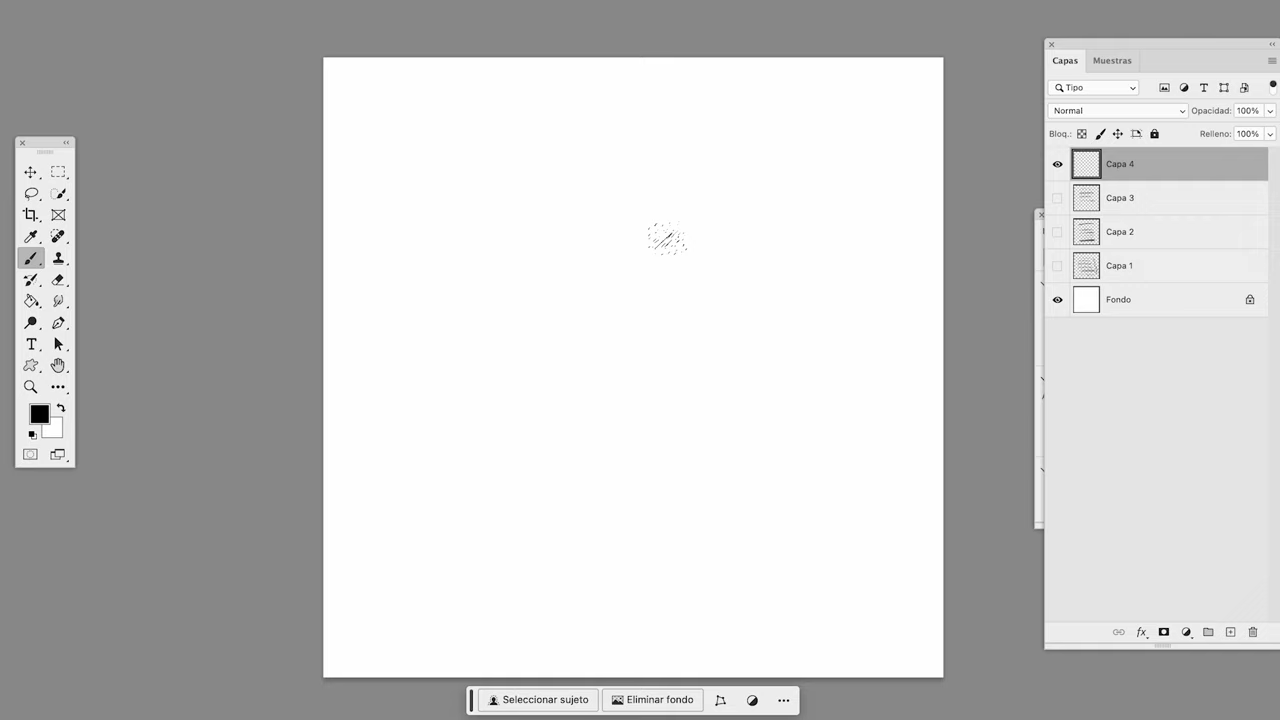 Capas Muestras
Tipo
Normal Opacidad: 100%
Bloq.: Relleno: 100%
Capa 4
Capa 3
Capa 2
Capa 1
Fondo
Seleccionar sujeto Eliminar fondo